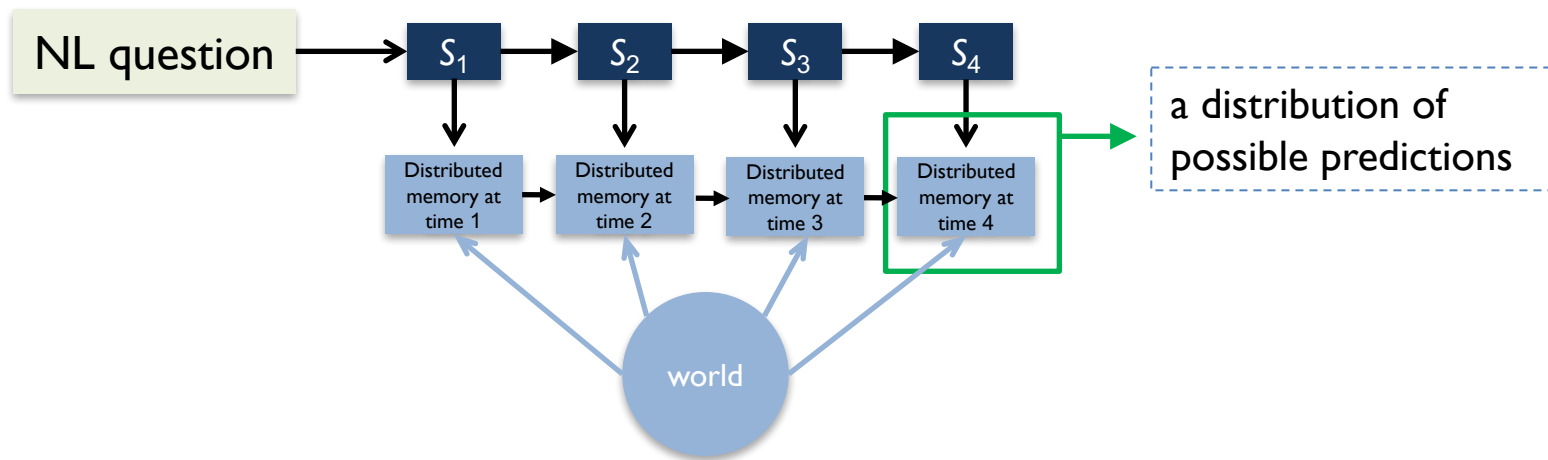 NL question
S1
S2
S3
S4
a distribution of
possible predictions
Distributed
memory at
time 1
Distributed
memory at
time 2
Distributed
memory at
time 3
Distributed
memory at
time 4
world